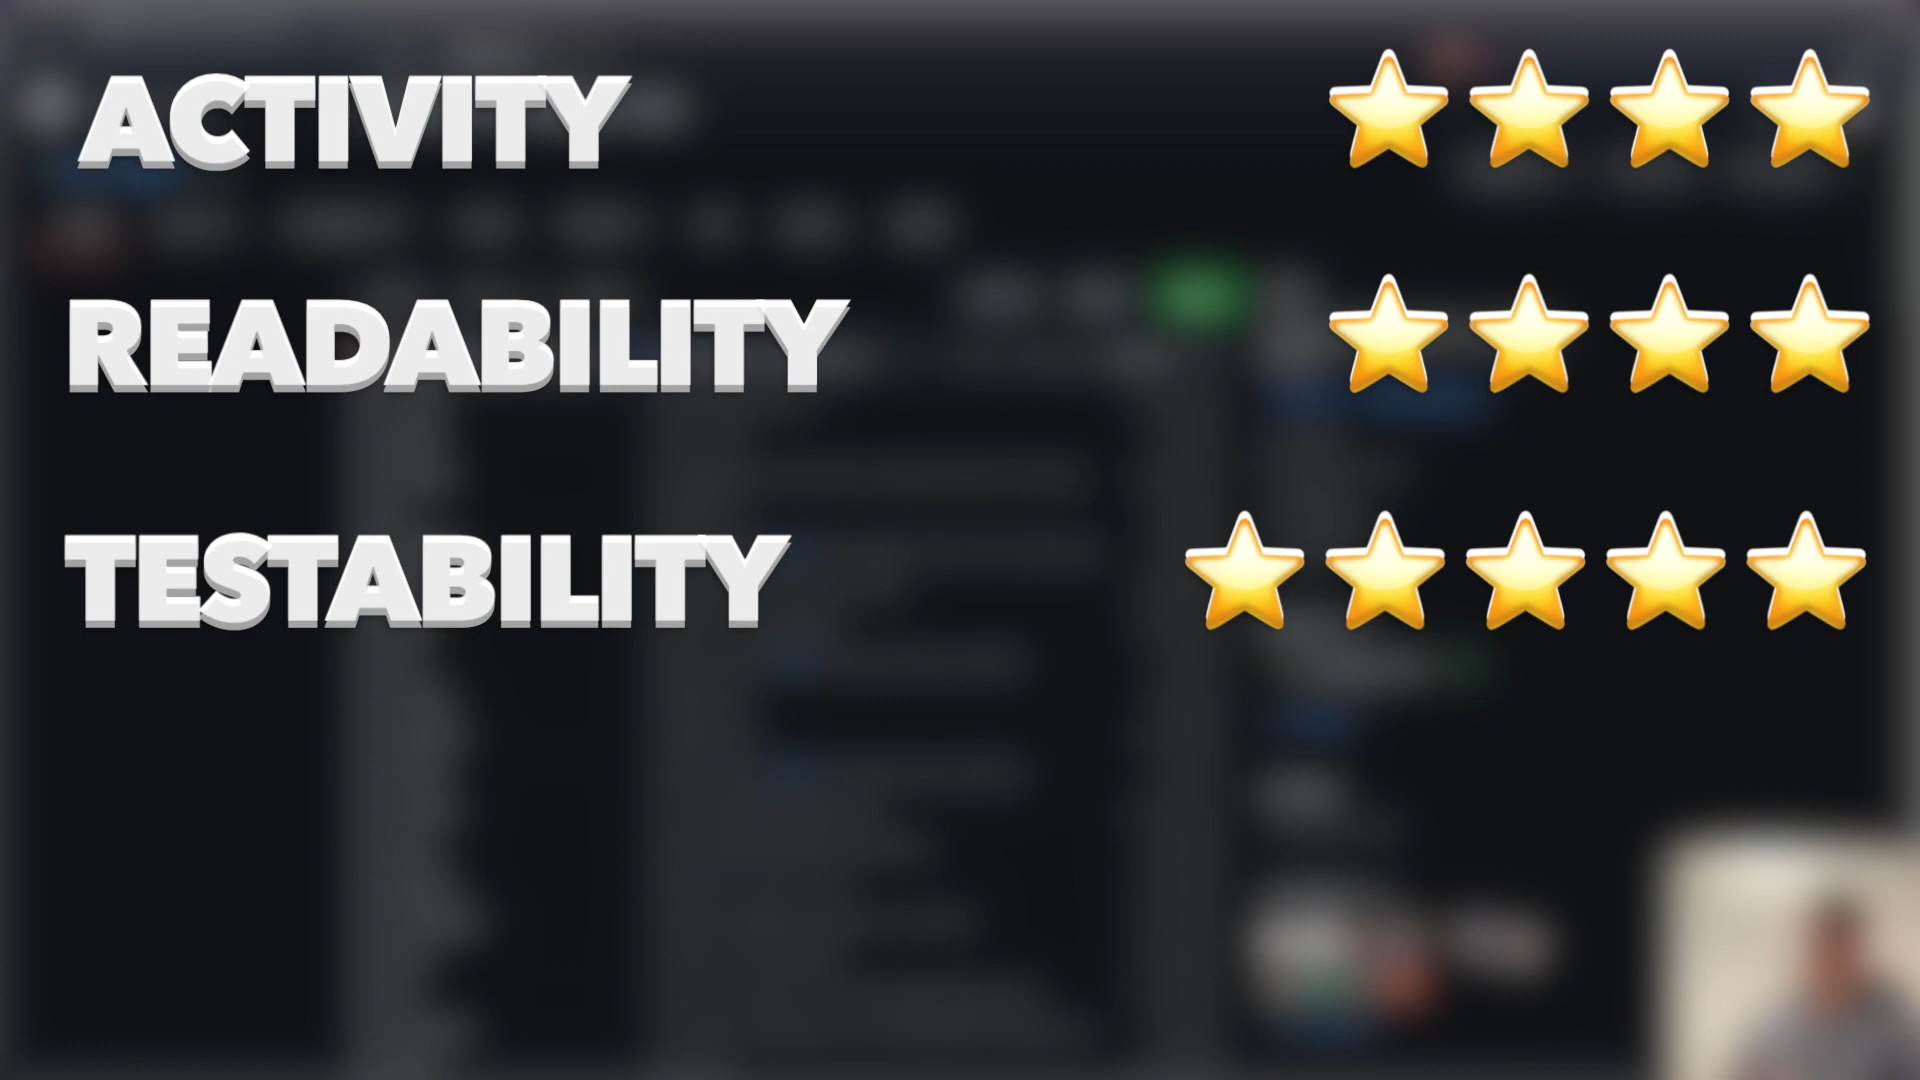 ACTIVITY ⭐⭐⭐⭐
READABILITY ⭐⭐⭐⭐
TESTABILITY ⭐⭐⭐⭐⭐